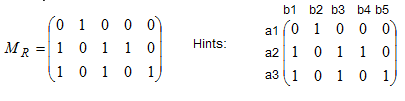 b1 b2 b3 b4 b5
0 1 0 0 0 a1 0 1 0 0 0
M_R = 1 0 1 1 0 Hints: a2 1 0 1 1 0
1 0 1 0 1 a3 1 0 1 0 1